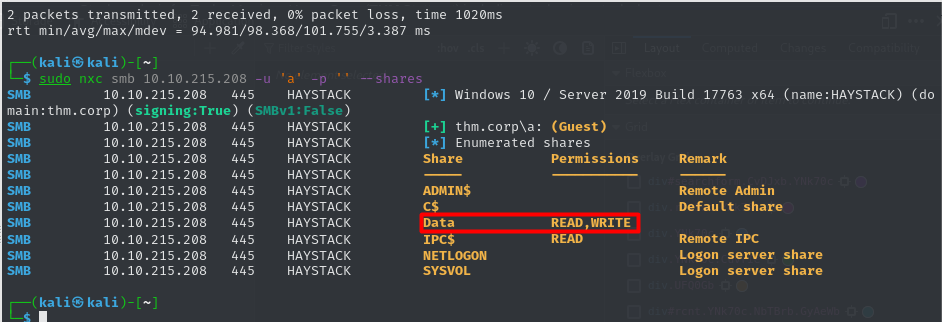 2 packets transmitted, 2 received, 0% packet loss, time 1020ms
rtt min/avg/max/mdev = 94.981/98.368/101.755/3.387 ms
┌──(kali㉿kali)-[~]
└─$ sudo nxc smb 10.10.215.208 -u 'a' -p '' --shares
SMB 10.10.215.208 445 HAYSTACK [*] Windows 10 / Server 2019 Build 17763 x64 (name:HAYSTACK) (do
main:thm.corp) (signing:True) (SMBv1:False)
SMB 10.10.215.208 445 HAYSTACK [+] thm.corp\a: (Guest)
SMB 10.10.215.208 445 HAYSTACK [*] Enumerated shares
SMB 10.10.215.208 445 HAYSTACK Share Permissions Remark
SMB 10.10.215.208 445 HAYSTACK ----- ----------- ------
SMB 10.10.215.208 445 HAYSTACK ADMIN$ Remote Admin
SMB 10.10.215.208 445 HAYSTACK C$ Default share
SMB 10.10.215.208 445 HAYSTACK Data READ,WRITE
SMB 10.10.215.208 445 HAYSTACK IPC$ READ Remote IPC
SMB 10.10.215.208 445 HAYSTACK NETLOGON Logon server share
SMB 10.10.215.208 445 HAYSTACK SYSVOL Logon server share
┌──(kali㉿kali)-[~]
└─$
Layout Computed Changes